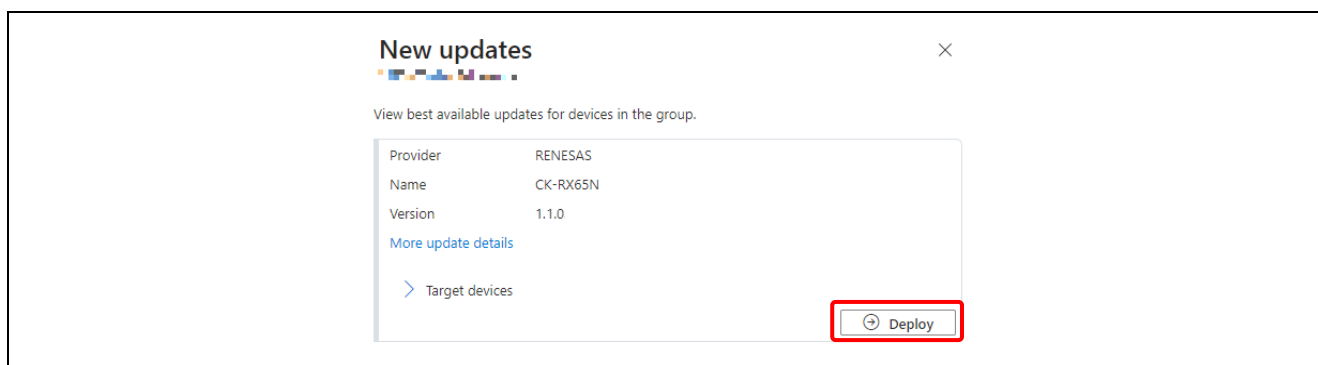 New updates
View best available updates for devices in the group.
Provider RENESAS
Name CK-RX65N
Version 1.1.0
More update details
Target devices
Deploy